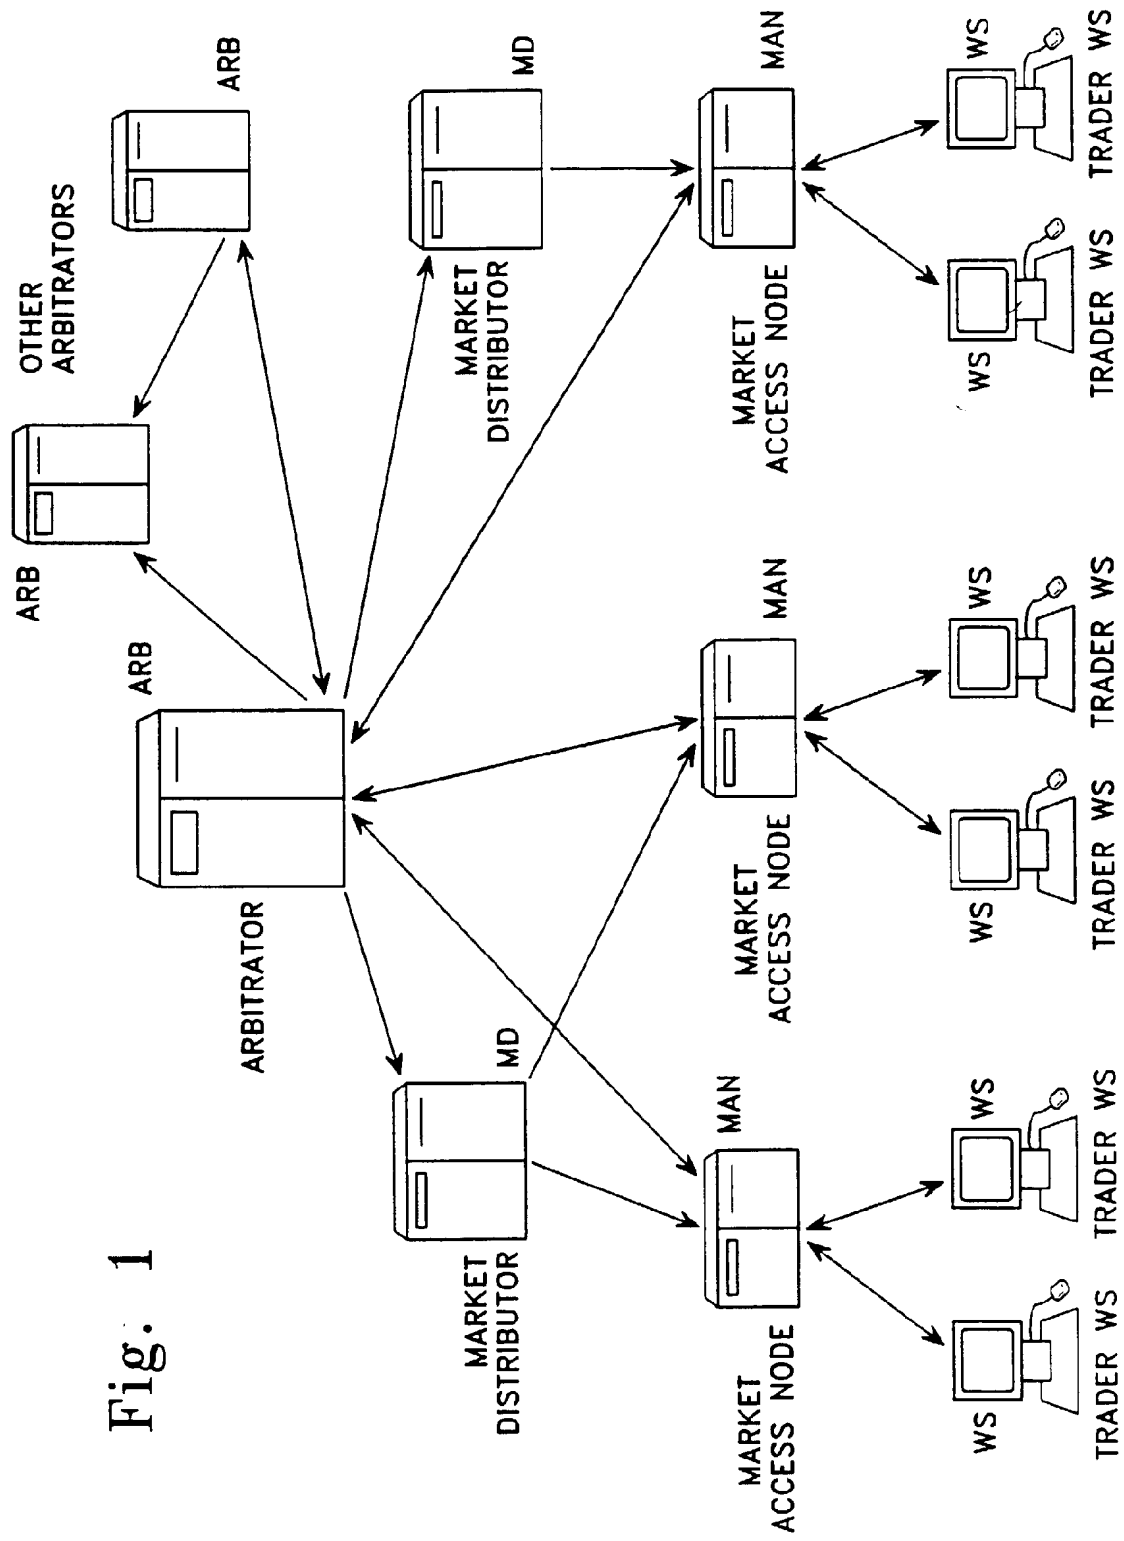 Fig. 1
OTHER
ARBITRATORS
ARB
ARB
ARB
ARBITRATOR
MARKET
DISTRIBUTOR
MD
MARKET
DISTRIBUTOR
MD
MARKET
ACCESS NODE
MAN
MARKET
ACCESS NODE
MAN
MARKET
ACCESS NODE
MAN
WS
WS
WS
WS
WS
WS
TRADER WS
TRADER WS
TRADER WS
TRADER WS
TRADER WS
TRADER WS